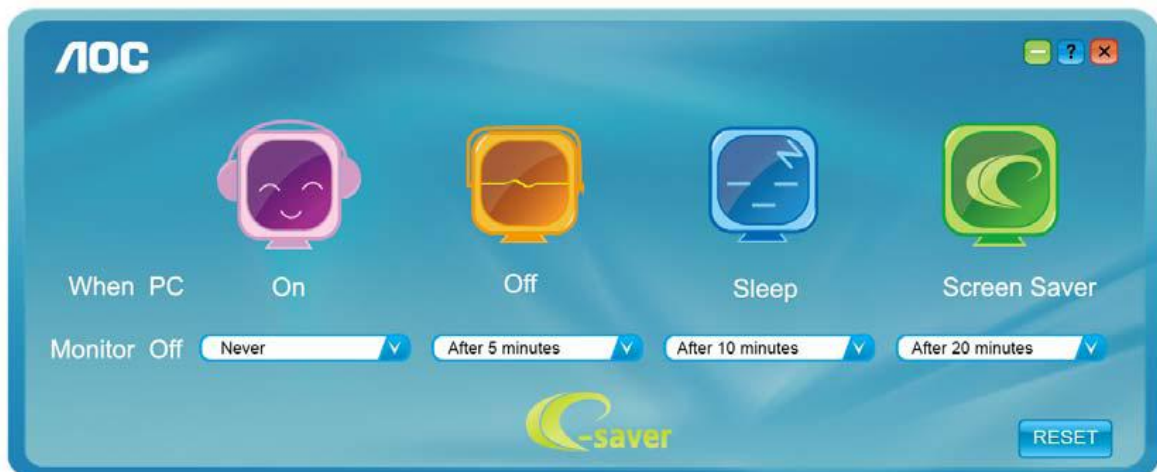 AOC
?
When PC On Off Sleep Screen Saver
Monitor Off Never After 5 minutes After 10 minutes After 20 minutes
e-saver
RESET